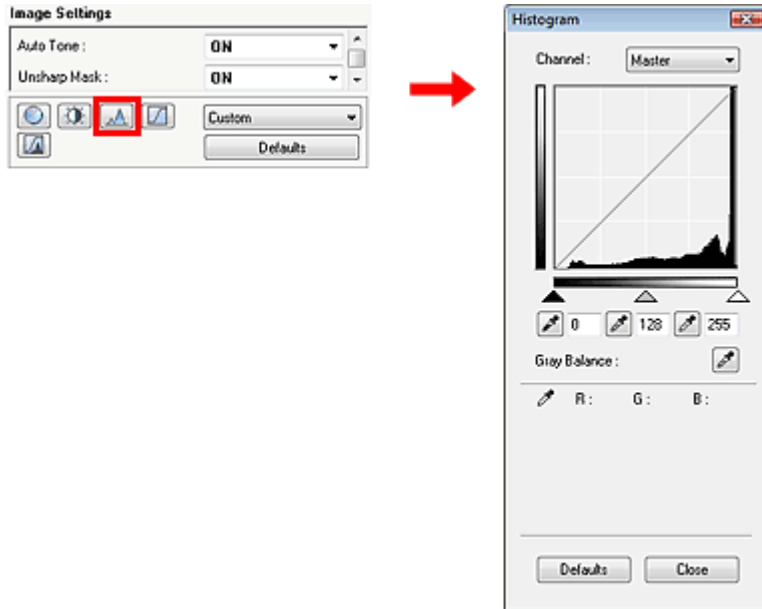 Image Settings
Auto Tone : ON
Unsharp Mask : ON
Custom
Defaults
Histogram
Channel : Master
0 128 255
Gray Balance :
R : G : B :
Defaults Close